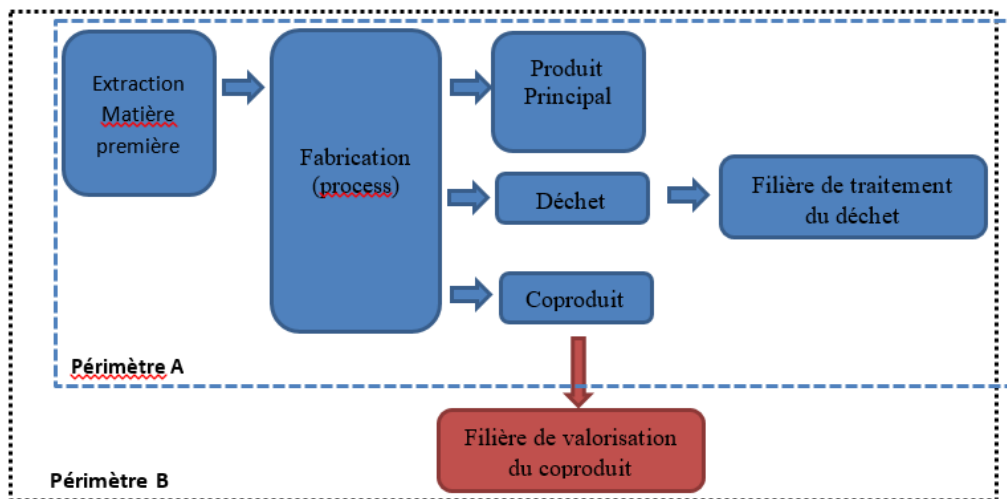 Extraction
Matière
première
Fabrication
(process)
Produit
Principal
Déchet
Filière de traitement
du déchet
Coproduit
Périmètre A
Filière de valorisation
du coproduit
Périmètre B